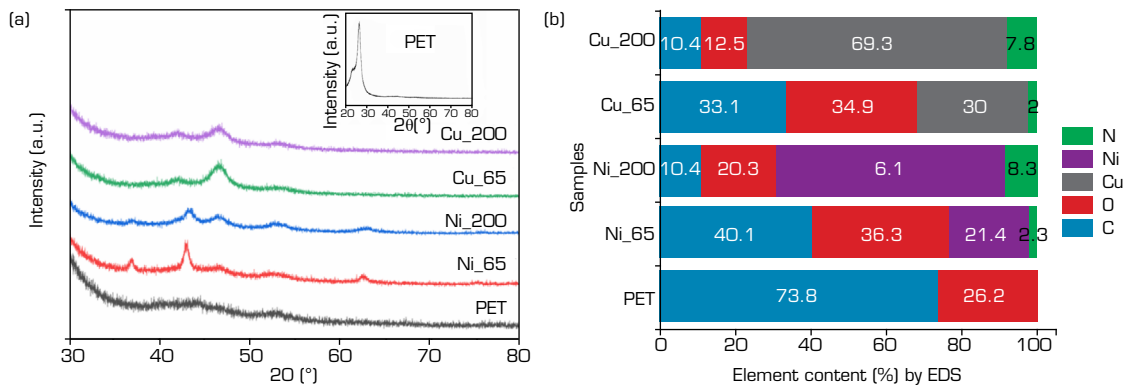 (a)
Intensity (a.u.)
Intensity (a.u.)
PET
20 30 40 50 60 70 80
2θ(°)
Cu_200
Cu_65
Ni_200
Ni_65
PET
30 40 50 60 70 80
20 (°)
(b)
Samples
Cu_200 10.4 12.5 69.3 7.8
Cu_65 33.1 34.9 30 2
Ni_200 10.4 20.3 6.1 8.3
Ni_65 40.1 36.3 21.4 2.3
PET 73.8 26.2
0 20 40 60 80 100
Element content (%) by EDS
N
Ni
Cu
O
C